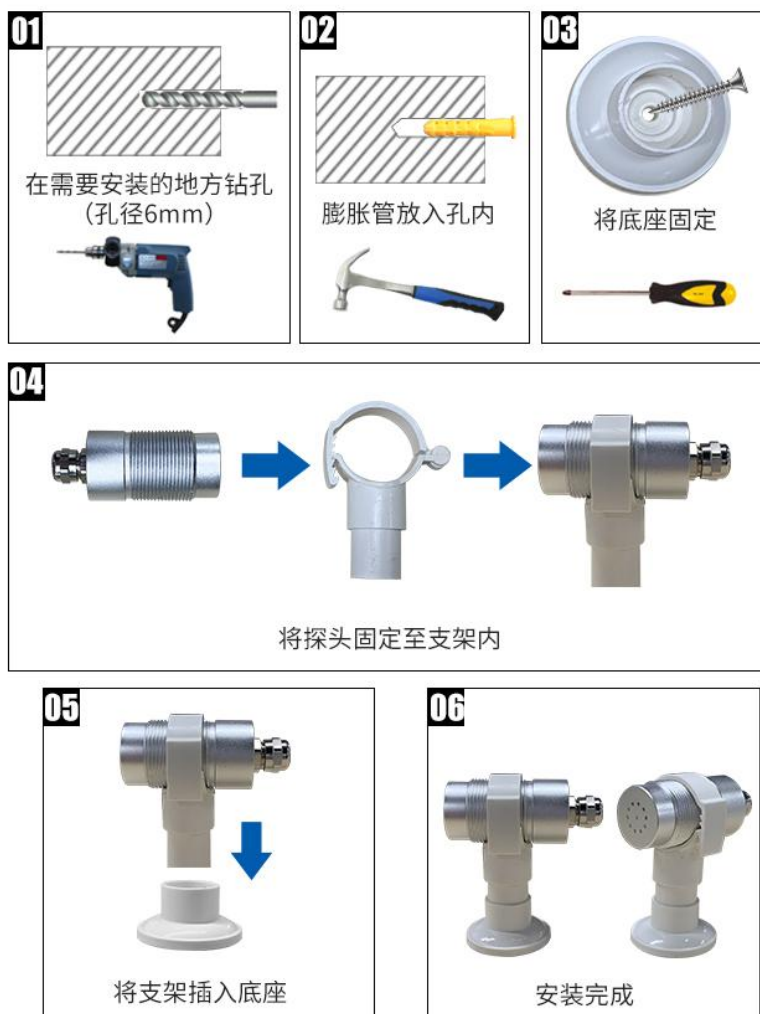 01
在需要安装的地方钻孔
（孔径6mm）
02
膨胀管放入孔内
03
将底座固定
04
将探头固定至支架内
05
将支架插入底座
06
安装完成